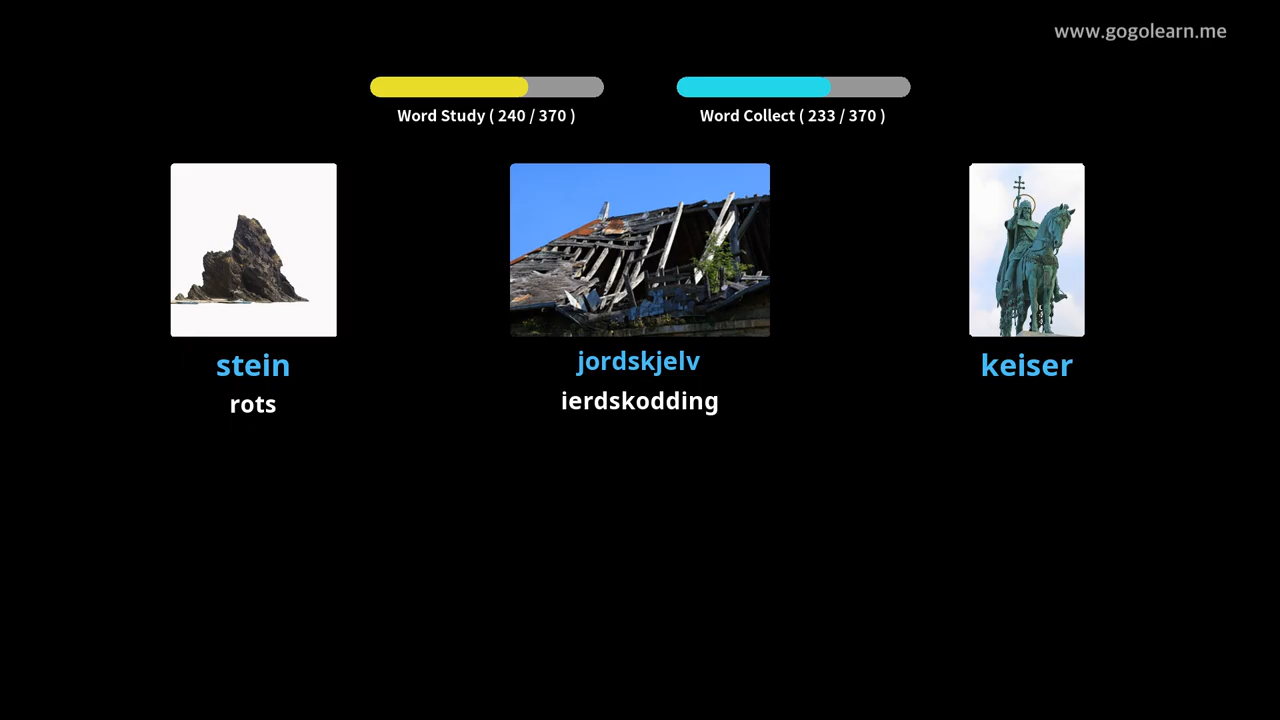 www.gogolearn.me
Word Study ( 240 / 370 )
Word Collect ( 233 / 370 )
stein
rots
jordskjelv
ierdskodding
keiser